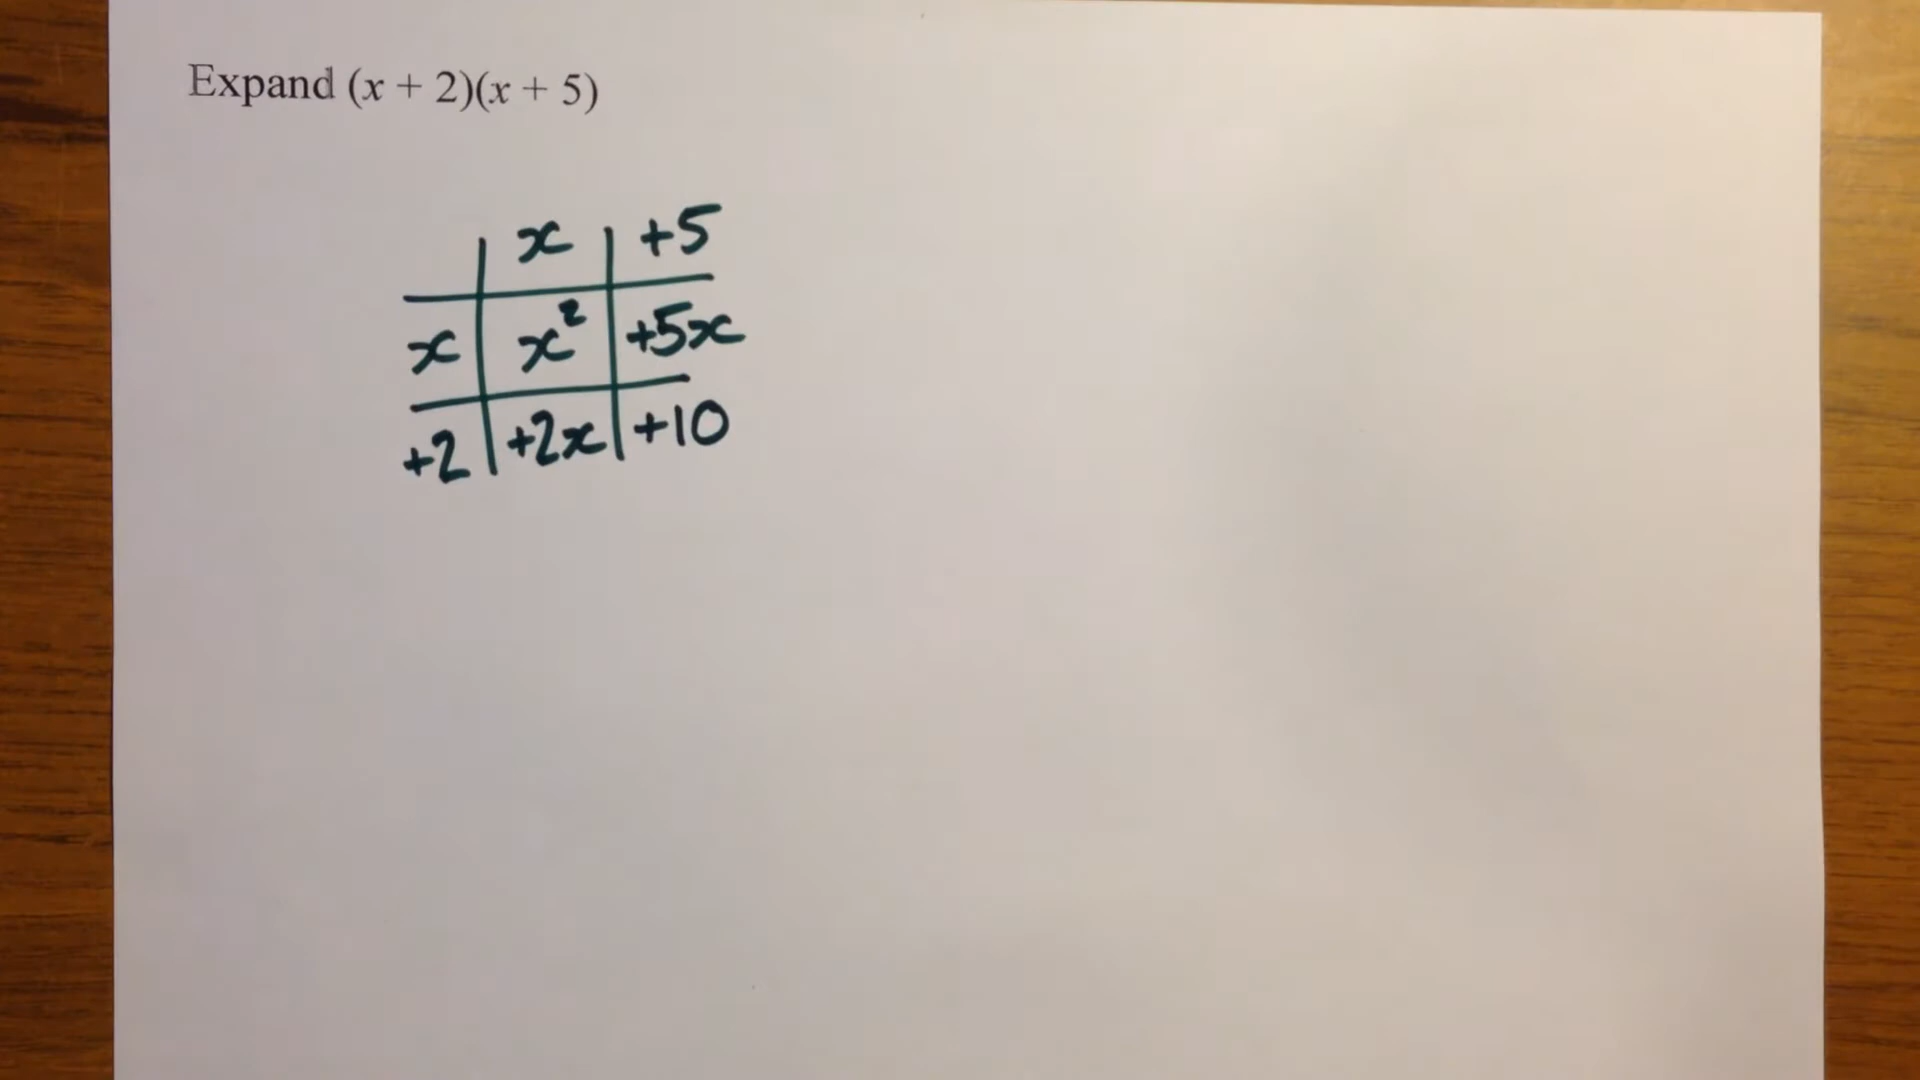 Expand (x + 2)(x + 5)
x +5
x x² +5x
+2 +2x +10